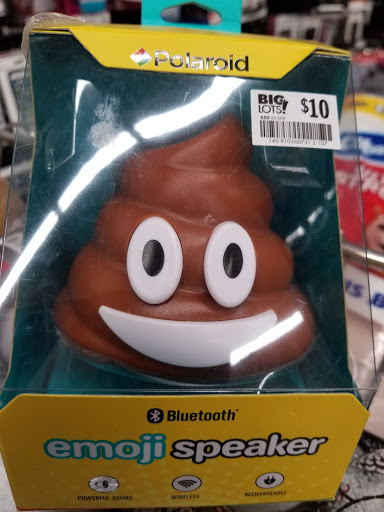 Polaroid
BIG
LOTS!
$10
Bluetooth
emoji speaker
POWERFUL SOUND
WIRELESS
RECHARGEABLE